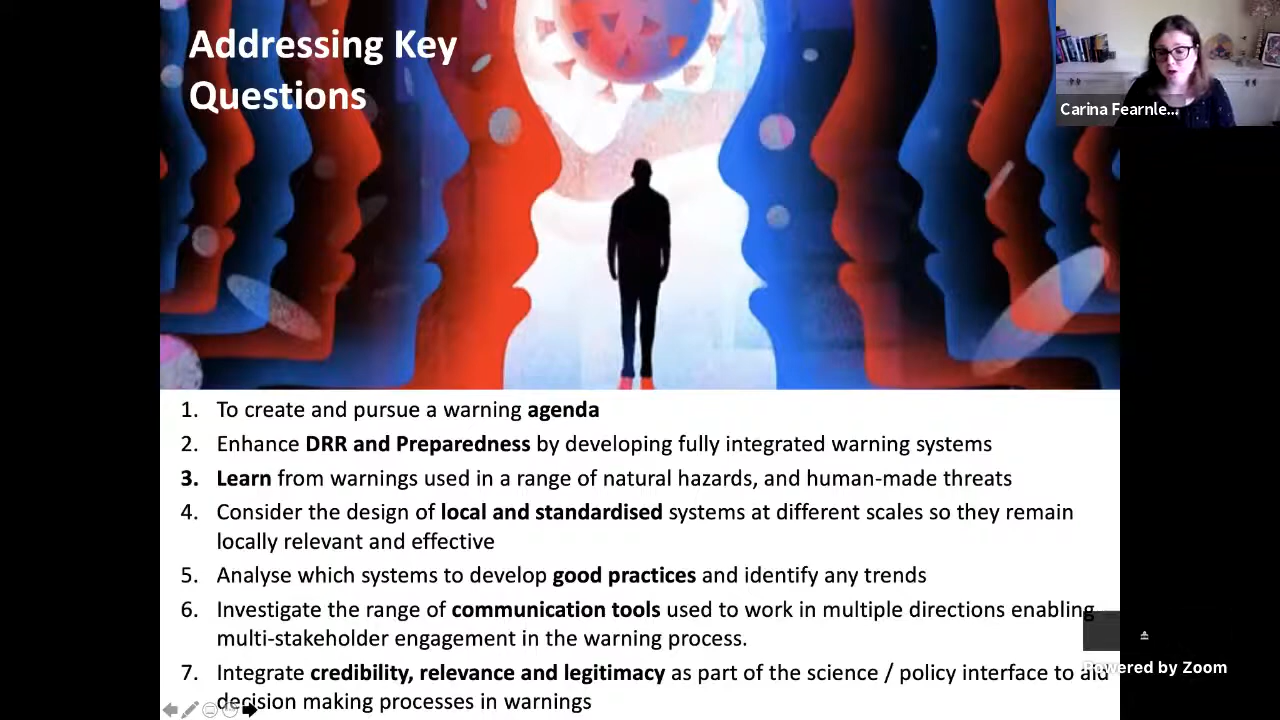 Addressing Key
Questions
Carina Fearnle...
1. To create and pursue a warning agenda
2. Enhance DRR and Preparedness by developing fully integrated warning systems
3. Learn from warnings used in a range of natural hazards, and human-made threats
4. Consider the design of local and standardised systems at different scales so they remain
locally relevant and effective
5. Analyse which systems to develop good practices and identify any trends
6. Investigate the range of communication tools used to work in multiple directions enabling
multi-stakeholder engagement in the warning process.
7. Integrate credibility, relevance and legitimacy as part of the science / policy interface to aid
decision making processes in warnings
Powered by Zoom